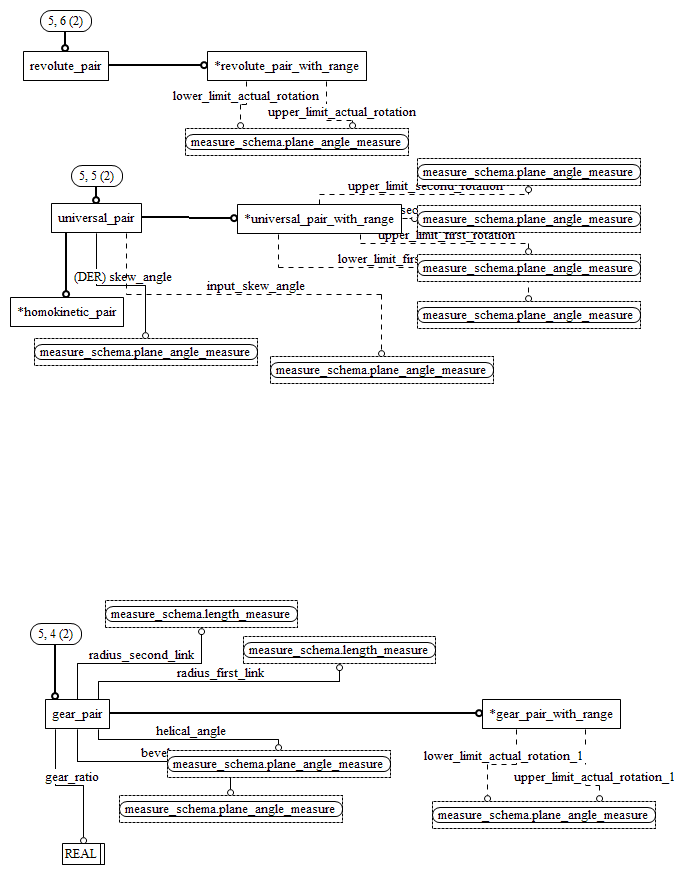 5, 6 (2)
revolute_pair
*revolute_pair_with_range
lower_limit_actual_rotation
upper_limit_actual_rotation
measure_schema.plane_angle_measure
5, 5 (2)
measure_schema.plane_angle_measure
upper_limit_second_rotation
universal_pair
*universal_pair_with_range
measure_schema.plane_angle_measure
upper_limit_first_rotation
lower_limit_firs
measure_schema.plane_angle_measure
(DER) skew_angle
input_skew_angle
*homokinetic_pair
measure_schema.plane_angle_measure
measure_schema.plane_angle_measure
measure_schema.plane_angle_measure
measure_schema.length_measure
5, 4 (2)
measure_schema.length_measure
radius_second_link
radius_first_link
gear_pair
*gear_pair_with_range
helical_angle
beve
measure_schema.plane_angle_measure
lower_limit_actual_rotation_1
gear_ratio
upper_limit_actual_rotation_1
measure_schema.plane_angle_measure
measure_schema.plane_angle_measure
REAL